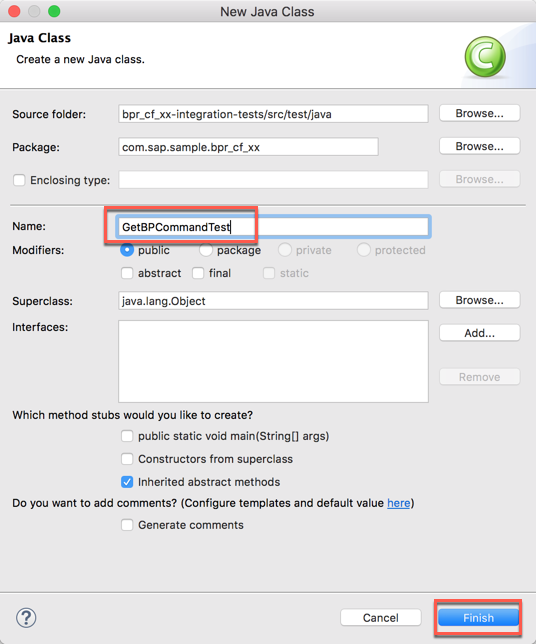 New Java Class
Java Class
Create a new Java class.
Source folder: bpr_cf_xx-integration-tests/src/test/java Browse...
Package: com.sap.sample.bpr_cf_xx Browse...
Enclosing type: Browse...
Name: GetBPCommandTest
Modifiers: public package private protected
abstract final static
Superclass: java.lang.Object Browse...
Interfaces: Add...
Remove
Which method stubs would you like to create?
public static void main(String[] args)
Constructors from superclass
Inherited abstract methods
Do you want to add comments? (Configure templates and default value here)
Generate comments
? Cancel Finish